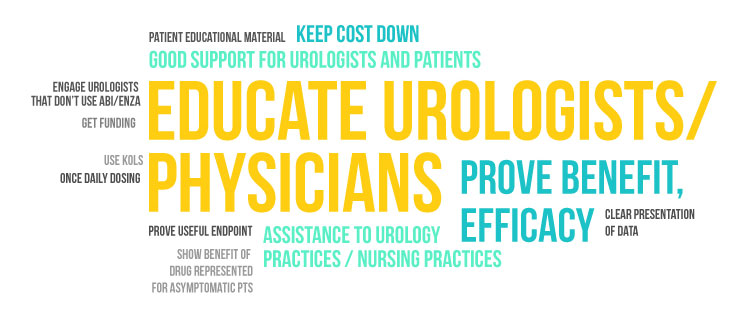 PATIENT EDUCATIONAL MATERIAL KEEP COST DOWN
GOOD SUPPORT FOR UROLOGISTS AND PATIENTS
ENGAGE UROLOGISTS
THAT DON'T USE ABI/ENZA
GET FUNDING
EDUCATE UROLOGISTS/
PHYSICIANS
USE KOLS
ONCE DAILY DOSING
PROVE BENEFIT,
EFFICACY
CLEAR PRESENTATION
OF DATA
PROVE USEFUL ENDPOINT
ASSISTANCE TO UROLOGY
PRACTICES / NURSING PRACTICES
SHOW BENEFIT OF
DRUG REPRESENTED
FOR ASYMPTOMATIC PTS